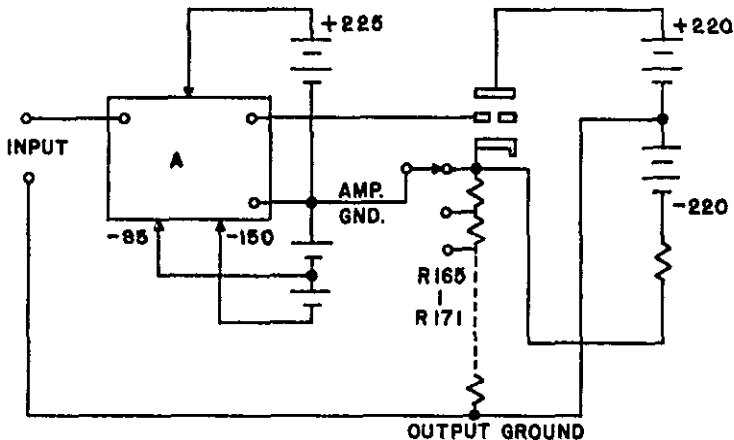 +225
+220
INPUT
A
AMP.
GND.
-220
-85
-150
R165
R171
OUTPUT GROUND